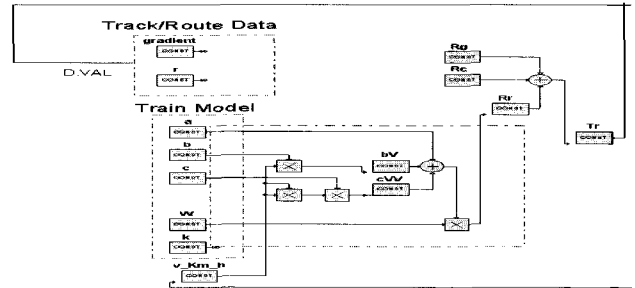 Track/Route Data
gradient
CONST
Rg
CONST
D.VAL
r
CONST
Rc
CONST
Train Model
Rr
CONST
a
CONST
Tr
CONST
b
CONST
bV
CONST
c
CONST
cVV
CONST
W
CONST
k
CONST
v_Km_h
CONST